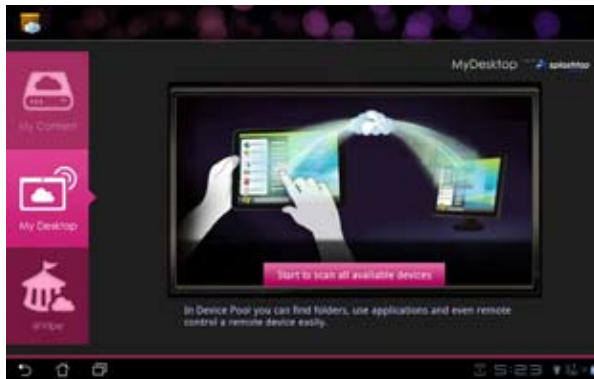 MyDesktop splashtop
My Content
My Desktop
@Vibe
Start to scan all available devices
In Device Pool you can find folders, use applications and even remote
control a remote device easily.
5:23